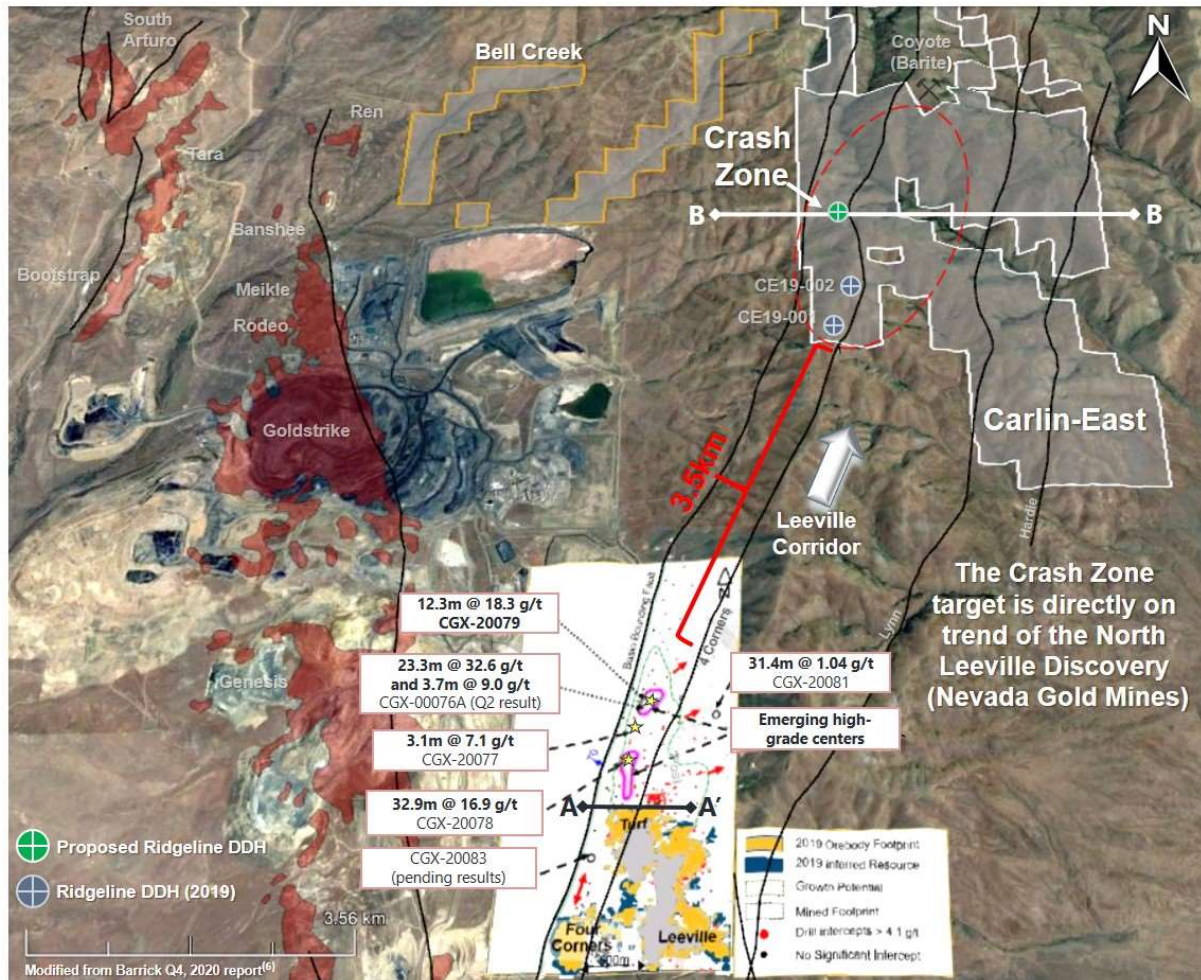 South
Arturo
Bell Creek
Coyote
(Barite)
N
Ren
Crash
Zone
Tara
B
B
Banshee
Bootstrap
Meikle
Rodeo
CE19-002
CE19-001
Goldstrike
Carlin-East
3.5km
Leeville
Corridor
Hardie
Lynn
The Crash Zone
target is directly on
trend of the North
Leeville Discovery
(Nevada Gold Mines)
12.3m @ 18.3 g/t
CGX-20079
4 Corners
23.3m @ 32.6 g/t
and 3.7m @ 9.0 g/t
CGX-00076A (Q2 result)
31.4m @ 1.04 g/t
CGX-20081
Genesis
Emerging high-
grade centers
3.1m @ 7.1 g/t
CGX-20077
32.9m @ 16.9 g/t
CGX-20078
A
A'
Turf
CGX-20083
(pending results)
Four
Corners
Leeville
Proposed Ridgeline DDH
Ridgeline DDH (2019)
3.56 km
Modified from Barrick Q4, 2020 report(6)
2019 Orebody Footprint
2019 Inferred Resource
Growth Potential
Mined Footprint
Drill intercepts > 4.1 g/t
No Significant Intercept